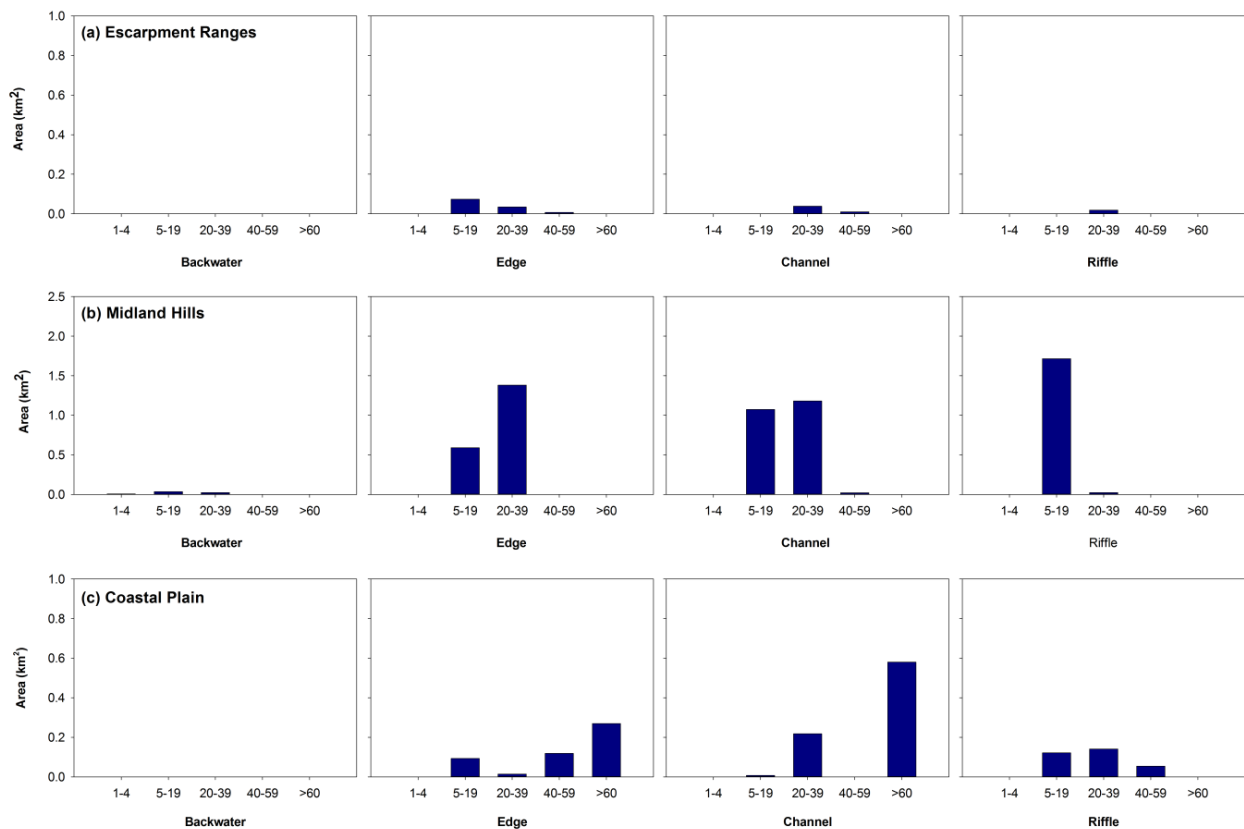 (a) Escarpment Ranges
Area (km²)
1.0
0.8
0.6
0.4
0.2
0.0
1-4 5-19 20-39 40-59 >60 1-4 5-19 20-39 40-59 >60 1-4 5-19 20-39 40-59 >60 1-4 5-19 20-39 40-59 >60
Backwater Edge Channel Riffle
(b) Midland Hills
Area (km²)
2.5
2.0
1.5
1.0
0.5
0.0
1-4 5-19 20-39 40-59 >60 1-4 5-19 20-39 40-59 >60 1-4 5-19 20-39 40-59 >60 1-4 5-19 20-39 40-59 >60
Backwater Edge Channel Riffle
(c) Coastal Plain
Area (km²)
1.0
0.8
0.6
0.4
0.2
0.0
1-4 5-19 20-39 40-59 >60 1-4 5-19 20-39 40-59 >60 1-4 5-19 20-39 40-59 >60 1-4 5-19 20-39 40-59 >60
Backwater Edge Channel Riffle